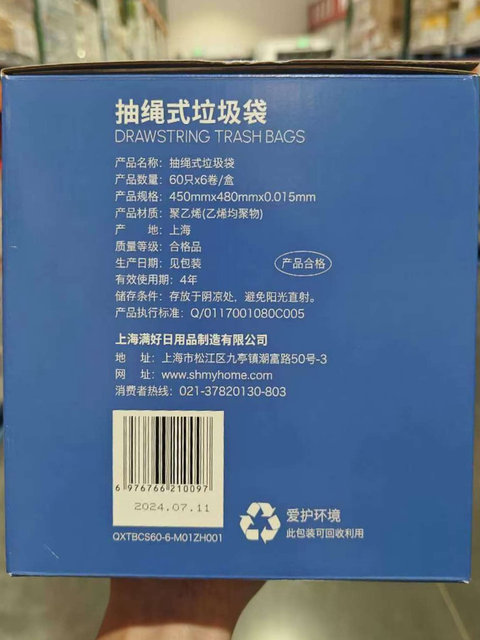 抽绳式垃圾袋
DRAWSTRING TRASH BAGS
产品名称：抽绳式垃圾袋
产品数量：60只x6卷/盒
产品规格：450mmx480mmx0.015mm
产品材质：聚乙烯(乙烯均聚物)
产 地：上海
质量等级：合格品
生产日期：见包装
产品合格
有效使用期：4年
储存条件：存放于阴凉处，避免阳光直射。
产品执行标准：Q/0117001080C005
上海满好日用品制造有限公司
地 址：上海市松江区九亭镇潮富路50号-3
网 址：www.shmyhome.com
消费者热线：021-37820130-803
6 976766 210097
2024.07.11
QXTBCS60-6-M01ZH001
爱护环境
此包装可回收利用